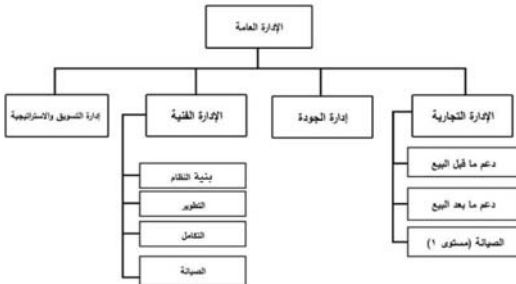 الإدارة العامة
الإدارة التجارية
إدارة الجودة
الإدارة الفنية
إدارة التسويق والاستراتيجية
دعم ما قبل البيع
دعم ما بعد البيع
الصيانة (مستوى ١)
بنية النظام
التطوير
التكامل
الصيانة